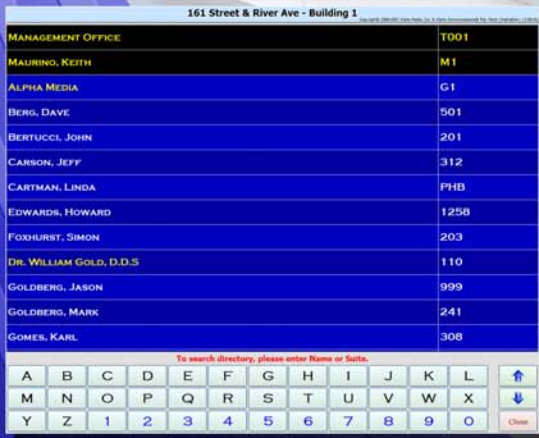 161 Street & River Ave - Building 1
MANAGEMENT OFFICE T001
MAURINO, KEITH M1
ALPHA MEDIA G1
BERG, DAVE 501
BERTUCCI, JOHN 201
CARSON, JEFF 312
CARTMAN, LINDA PHB
EDWARDS, HOWARD 1258
FOXHURST, SIMON 203
DR. WILLIAM GOLD, D.D.S 110
GOLDBERG, JASON 999
GOLDBERG, MARK 241
GOMES, KARL 308
To search directory, please enter Name or Suite.
A B C D E F G H I J K L
M N O P Q R S T U V W X
Y Z 1 2 3 4 5 6 7 8 9 0 Close